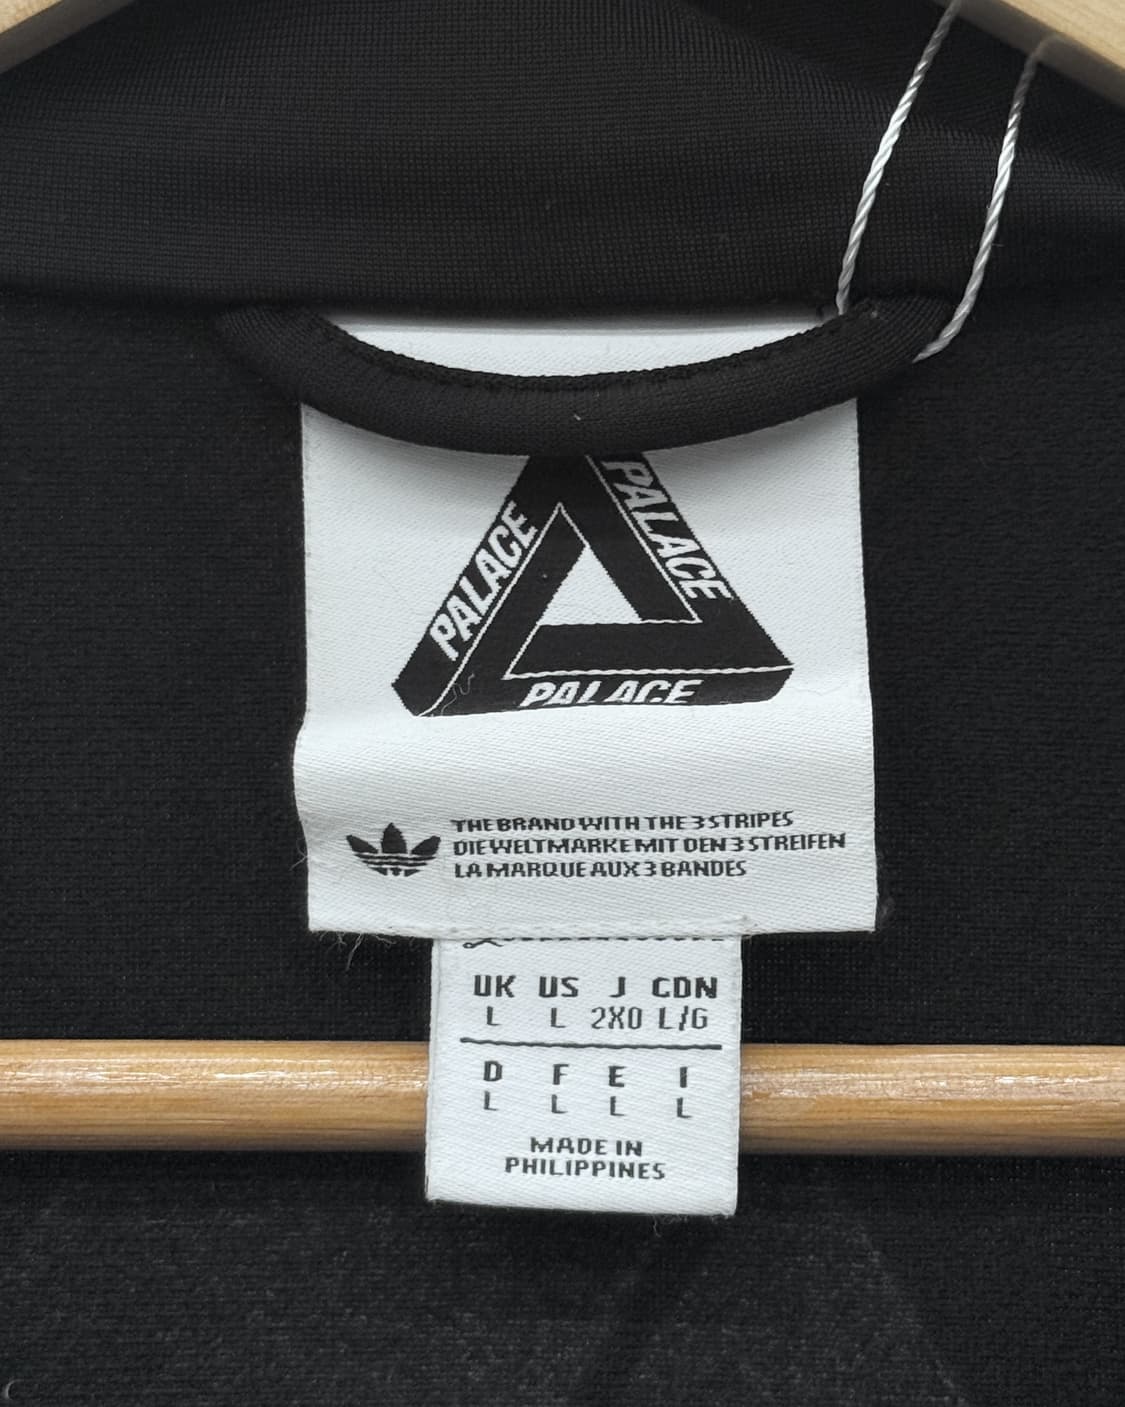 PALACE
PALACE
PALACE
THE BRAND WITH THE 3 STRIPES
DIE WELTMARKE MIT DEN 3 STREIFEN
LA MARQUE AUX 3 BANDES
UK US J CDN
L L 2XO L/G
D F E I
L L L L
MADE IN
PHILIPPINES